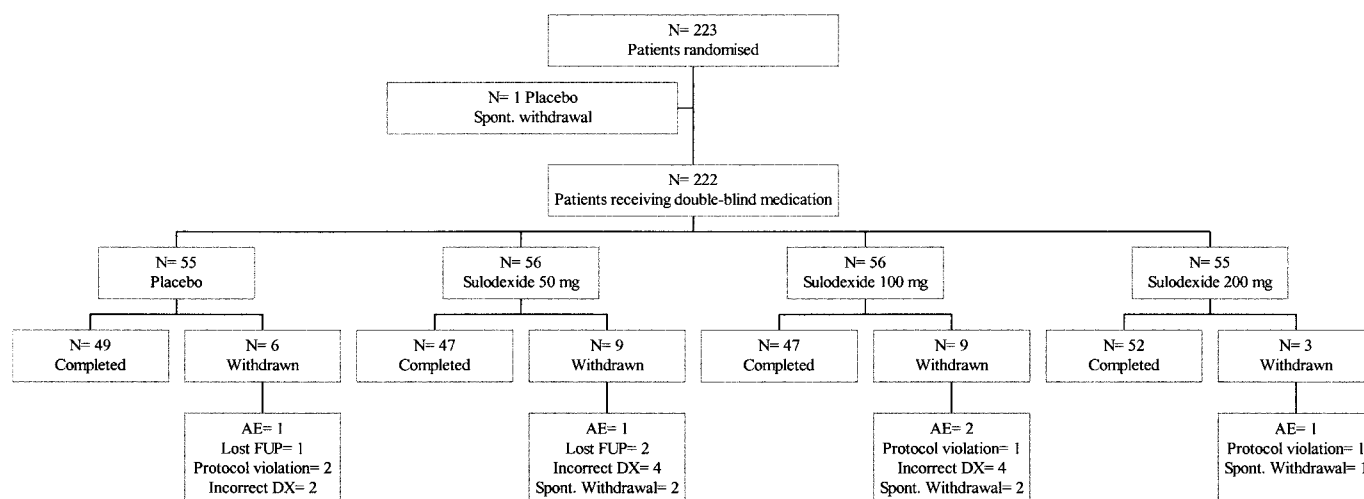 N= 223
Patients randomised
N= 1 Placebo
Spont. withdrawal
N= 222
Patients receiving double-blind medication
N= 55
Placebo
N= 56
Sulodexide 50 mg
N= 56
Sulodexide 100 mg
N= 55
Sulodexide 200 mg
N= 49
Completed
N= 6
Withdrawn
N= 47
Completed
N= 9
Withdrawn
N= 47
Completed
N= 9
Withdrawn
N= 52
Completed
N= 3
Withdrawn
AE= 1
Lost FUP= 1
Protocol violation= 2
Incorrect DX= 2
AE= 1
Lost FUP= 2
Incorrect DX= 4
Spont. Withdrawal= 2
AE= 2
Protocol violation= 1
Incorrect DX= 4
Spont. Withdrawal= 2
AE= 1
Protocol violation= 1
Spont. Withdrawal= 1